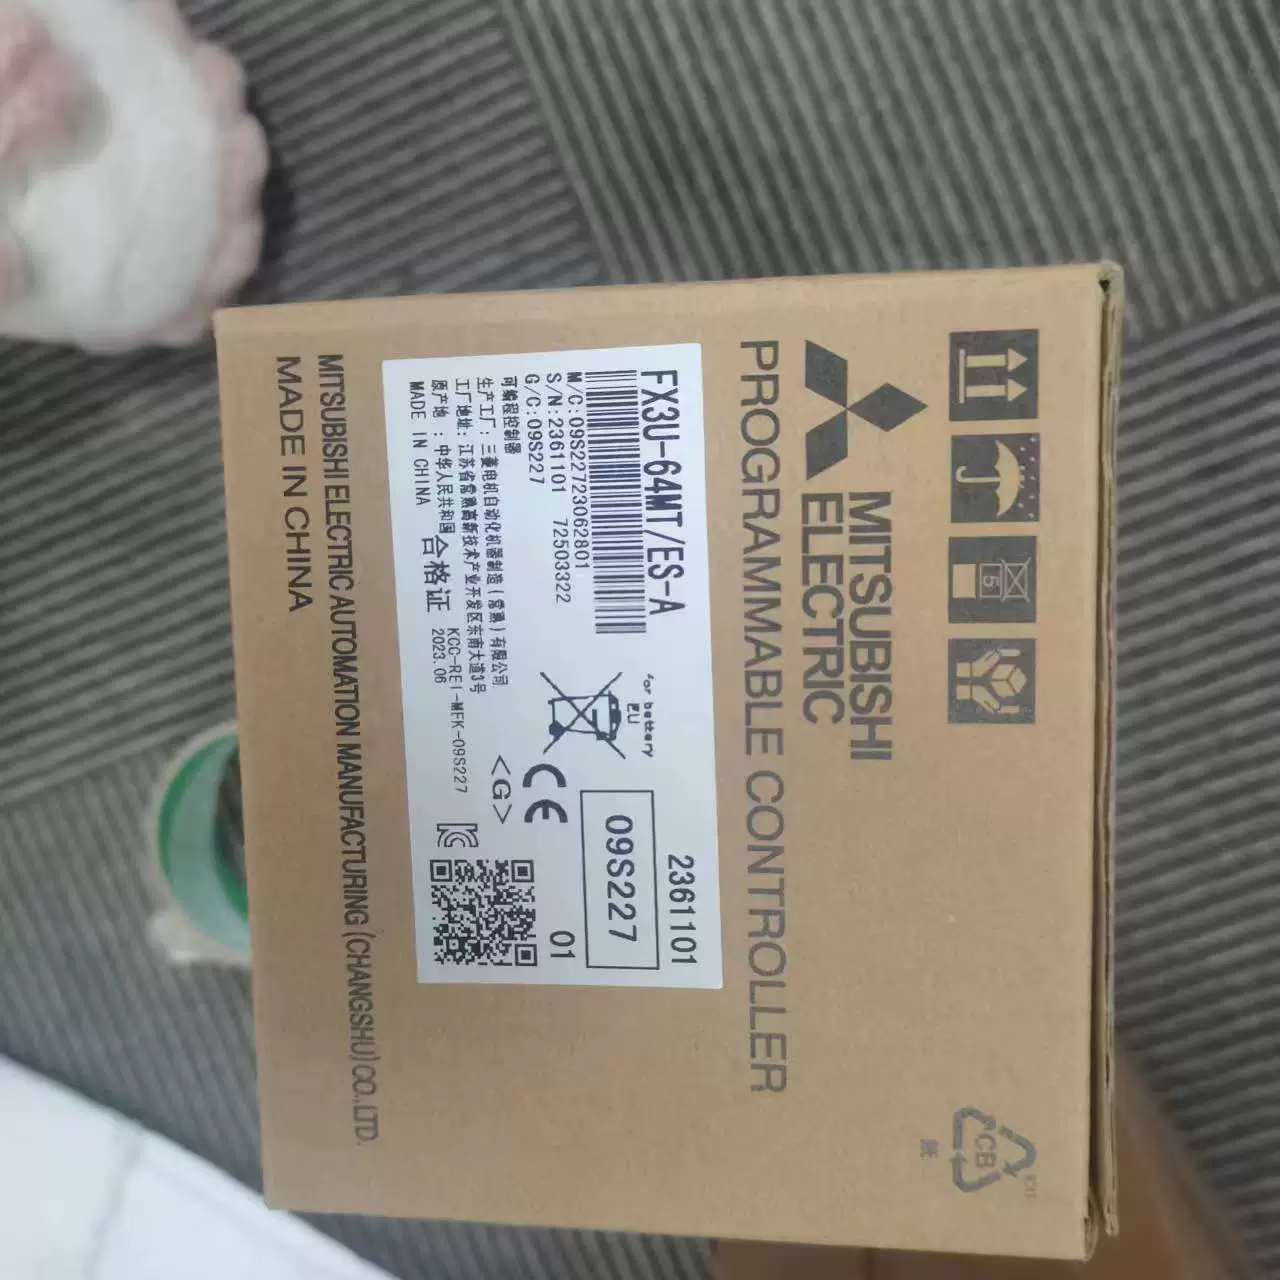 MITSUBISHI
ELECTRIC
PROGRAMMABLE CONTROLLER
FX3U-64MT/ES-A
2361101
for battery
EU
09S227
M/C:09S22723062801
S/N:2361101 72503322
G/C:09S227
01
<G>
可编程控制器
生产工厂: 三菱电机自动化机器制造(常熟)有限公司
工厂地址: 江苏省常熟高新技术产业开发区东南大道3号
原产地 : 中华人民共和国
MADE IN CHINA
合格证
KCC-REI-MFK-09S227
2023.06
MITSUBISHI ELECTRIC AUTOMATION MANUFACTURING (CHANGSHU) CO.,LTD.
MADE IN CHINA
5
CB
纸